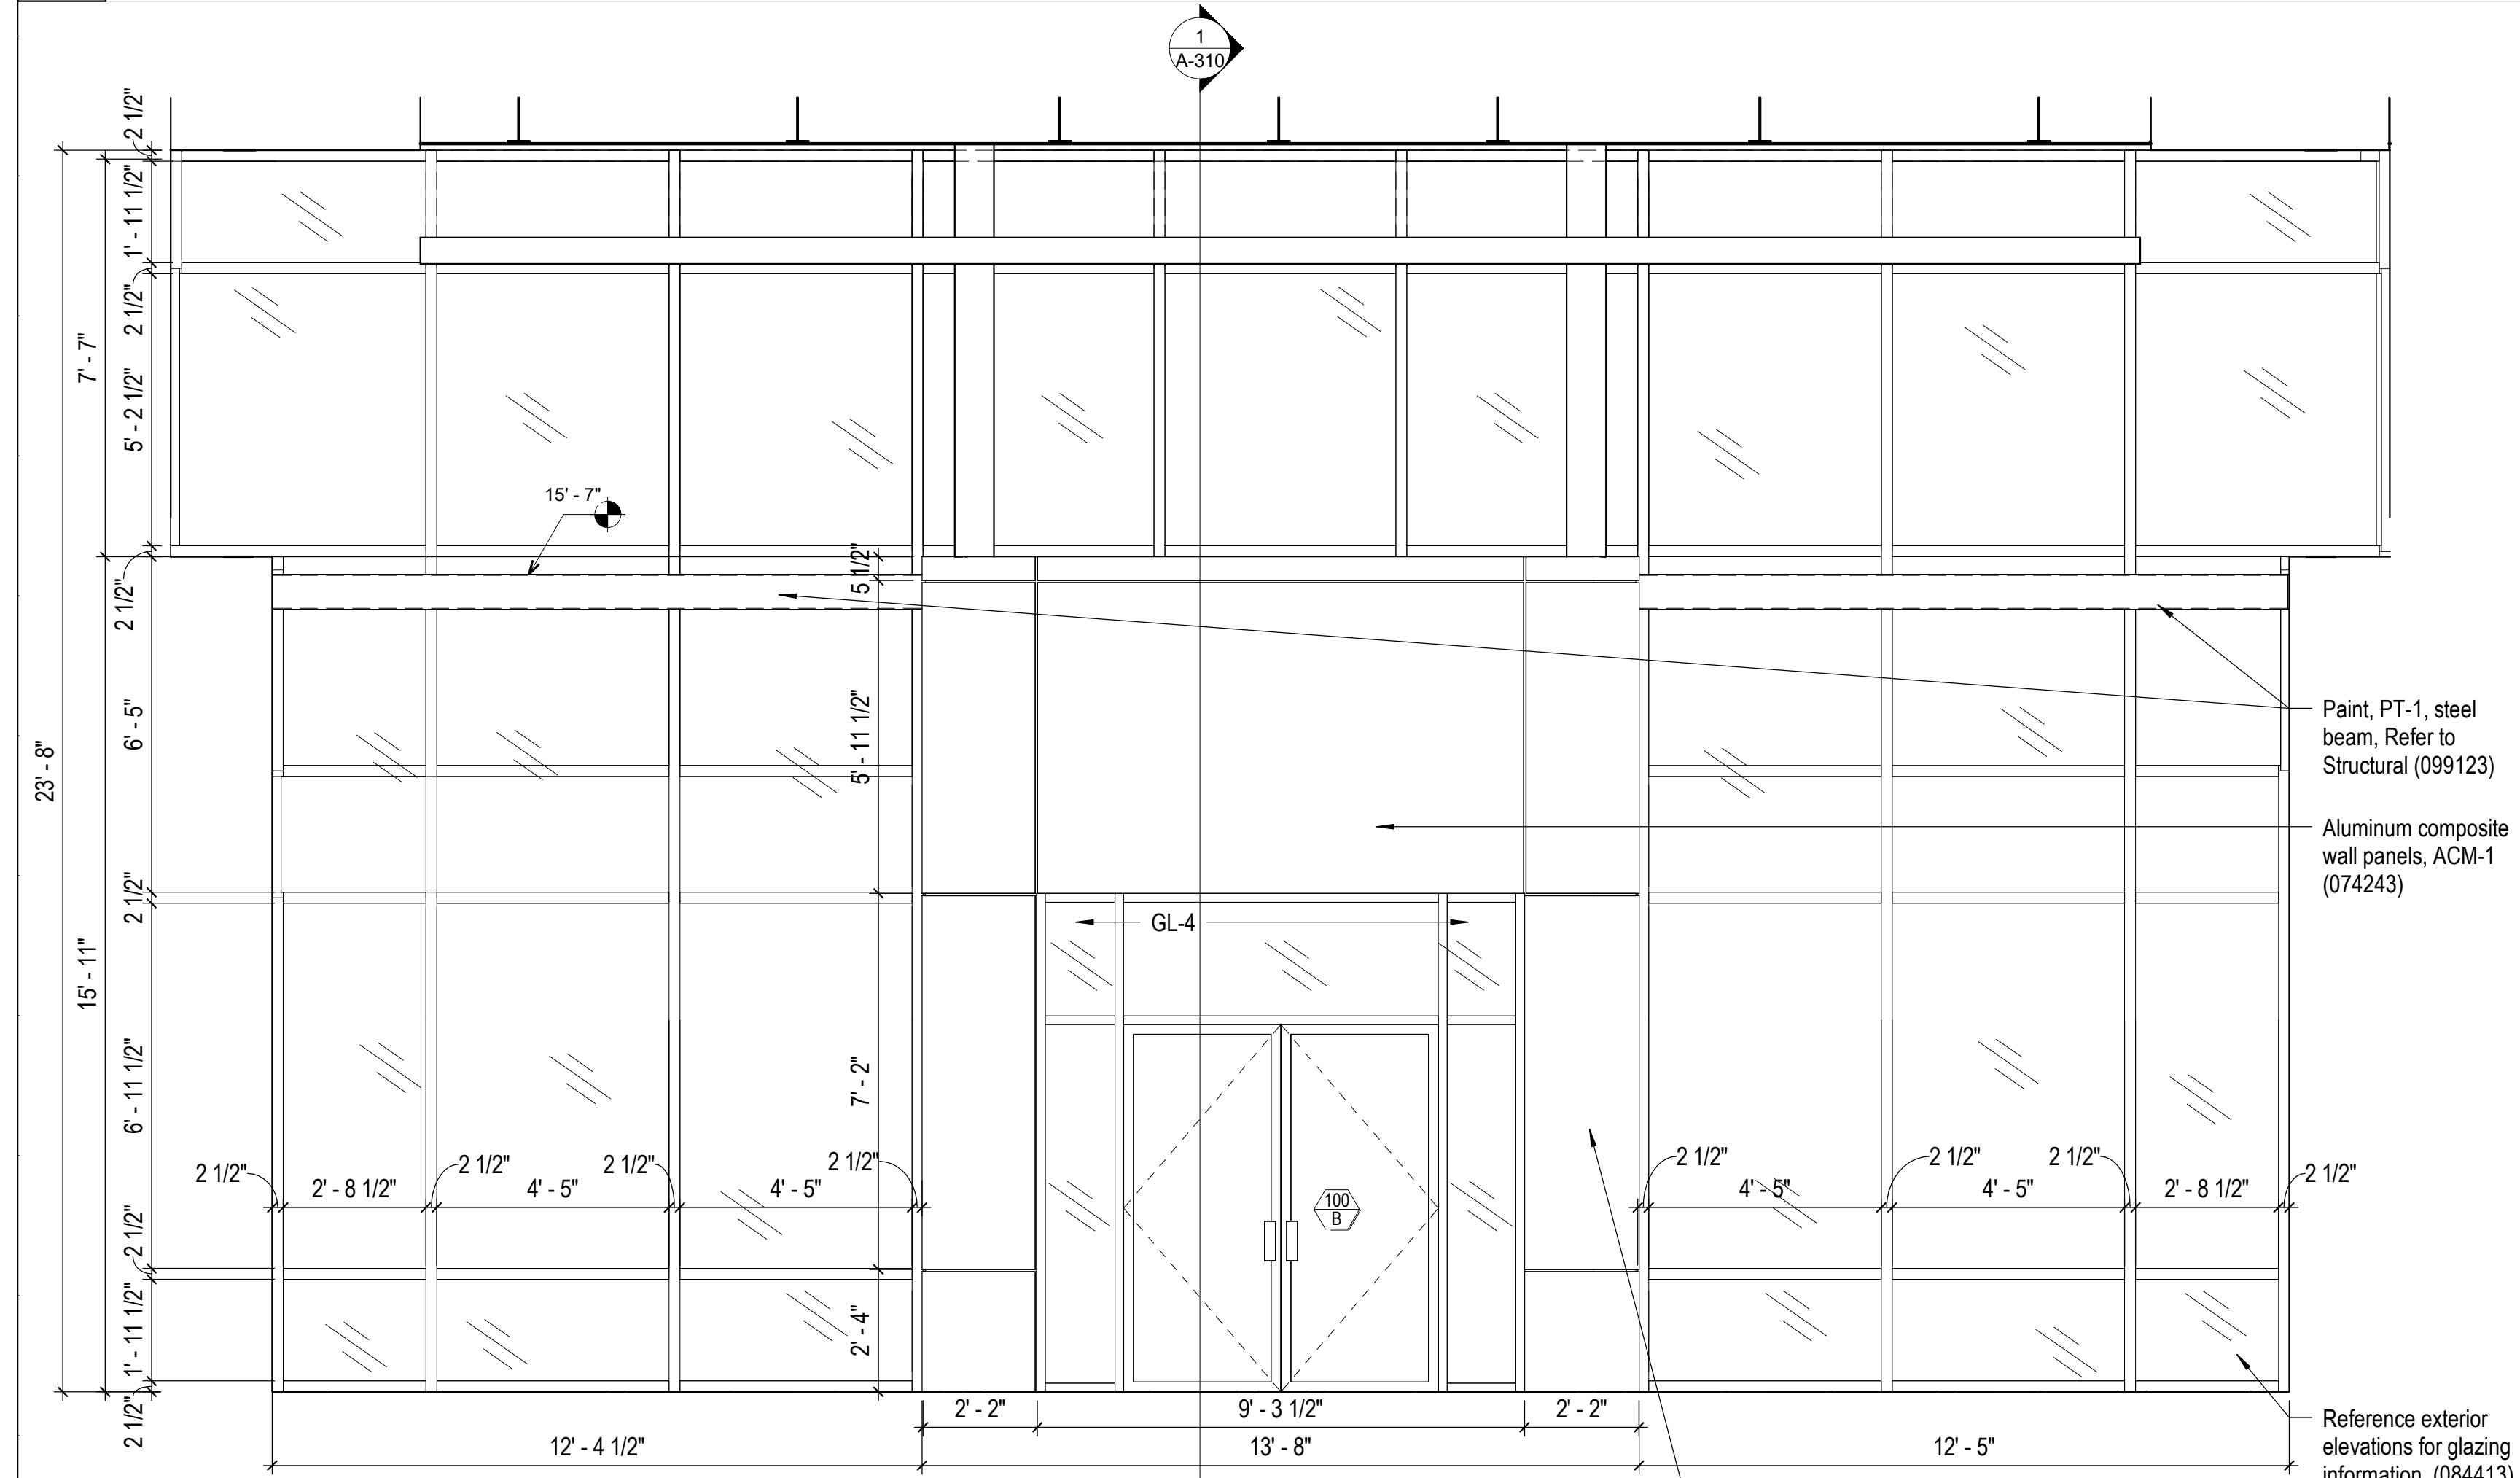 1
A-310
2 1/2"
1' - 11 1/2"
2 1/2"
5' - 2 1/2"
7' - 7"
15' - 7"
2 1/2"
5 1/2"
6' - 5"
5' - 11 1/2"
23' - 8"
15' - 11"
Paint, PT-1, steel
beam, Refer to
Structural (099123)
Aluminum composite
wall panels, ACM-1
(074243)
2 1/2"
GL-4
6' - 11 1/2"
7' - 2"
2 1/2"
2' - 8 1/2"
2 1/2"
4' - 5"
2 1/2"
4' - 5"
2 1/2"
100
B
2 1/2"
4' - 5"
2 1/2"
4' - 5"
2 1/2"
2' - 8 1/2"
2 1/2"
2 1/2"
1' - 11 1/2"
2' - 4"
2 1/2"
2' - 2"
9' - 3 1/2"
2' - 2"
12' - 4 1/2"
13' - 8"
12' - 5"
Reference exterior
elevations for glazing
information, (084413)